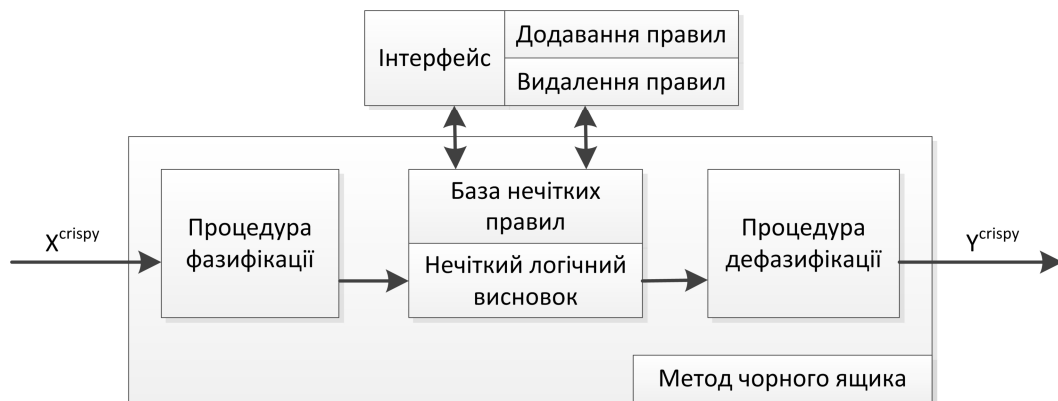 Інтерфейс
Додавання правил
Видалення правил
X^crispy
Процедура
фазифікації
База нечітких
правил
Нечіткий логічний
висновок
Процедура
дефазифікації
Y^crispy
Метод чорного ящика